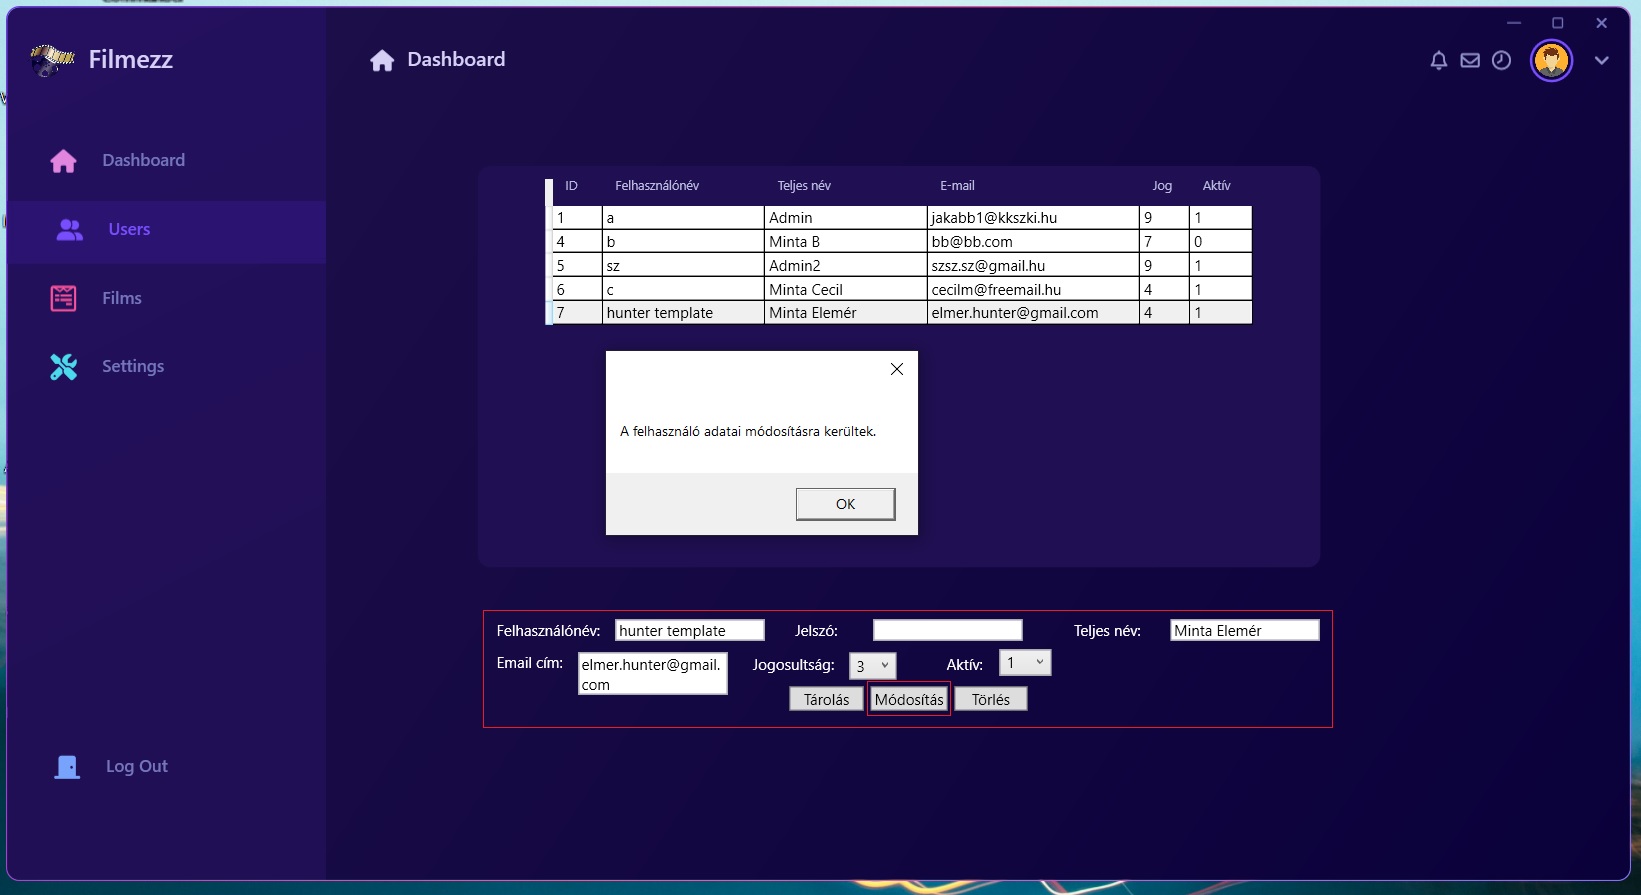 Filmezz
Dashboard
Dashboard
Users
Films
Settings
Log Out
ID Felhasználónév Teljes név E-mail Jog Aktív
1 a Admin jakabb1@kkszki.hu 9 1
4 b Minta B bb@bb.com 7 0
5 sz Admin2 szsz.sz@gmail.hu 9 1
6 c Minta Cecil cecilm@freemail.hu 4 1
7 hunter template Minta Elemér elmer.hunter@gmail.com 4 1
A felhasználó adatai módosításra kerültek.
OK
Felhasználónév: hunter template Jelszó: Teljes név: Minta Elemér
Email cím: elmer.hunter@gmail. Jogosultság: 3 Aktív: 1
com
Tárolás Módosítás Törlés